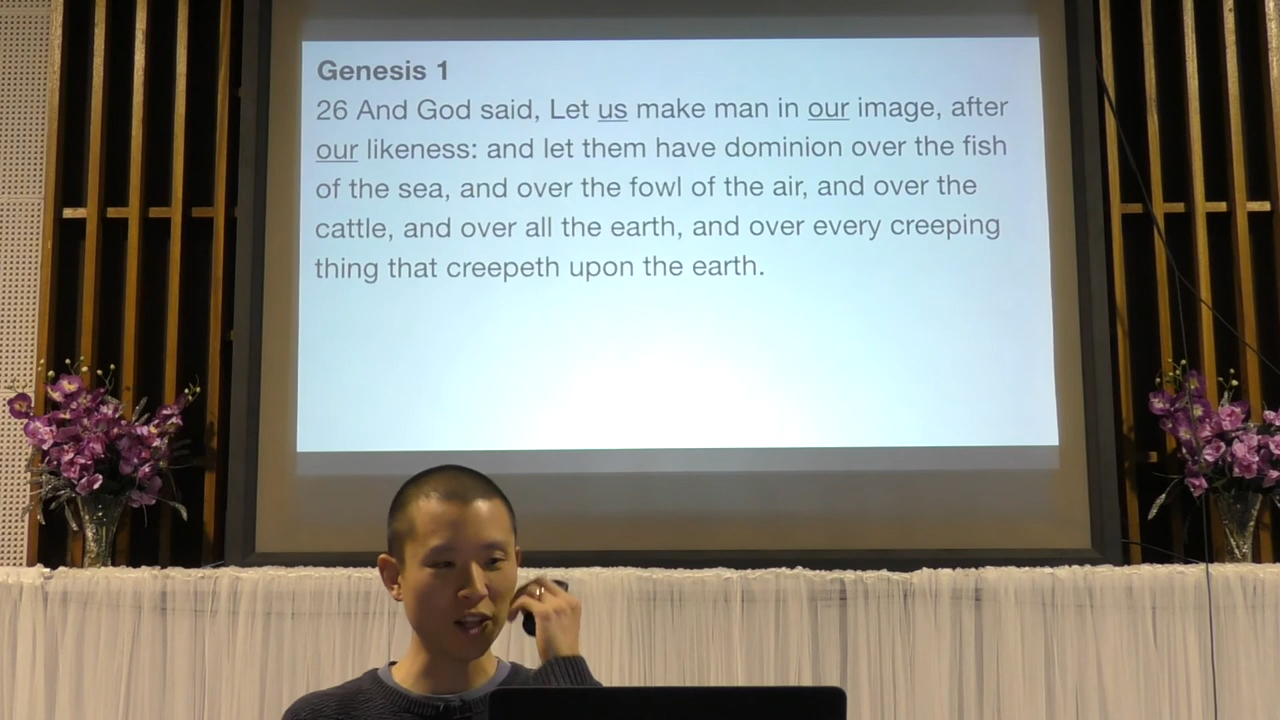 Genesis 1
26 And God said, Let us make man in our image, after
our likeness: and let them have dominion over the fish
of the sea, and over the fowl of the air, and over the
cattle, and over all the earth, and over every creeping
thing that creepeth upon the earth.